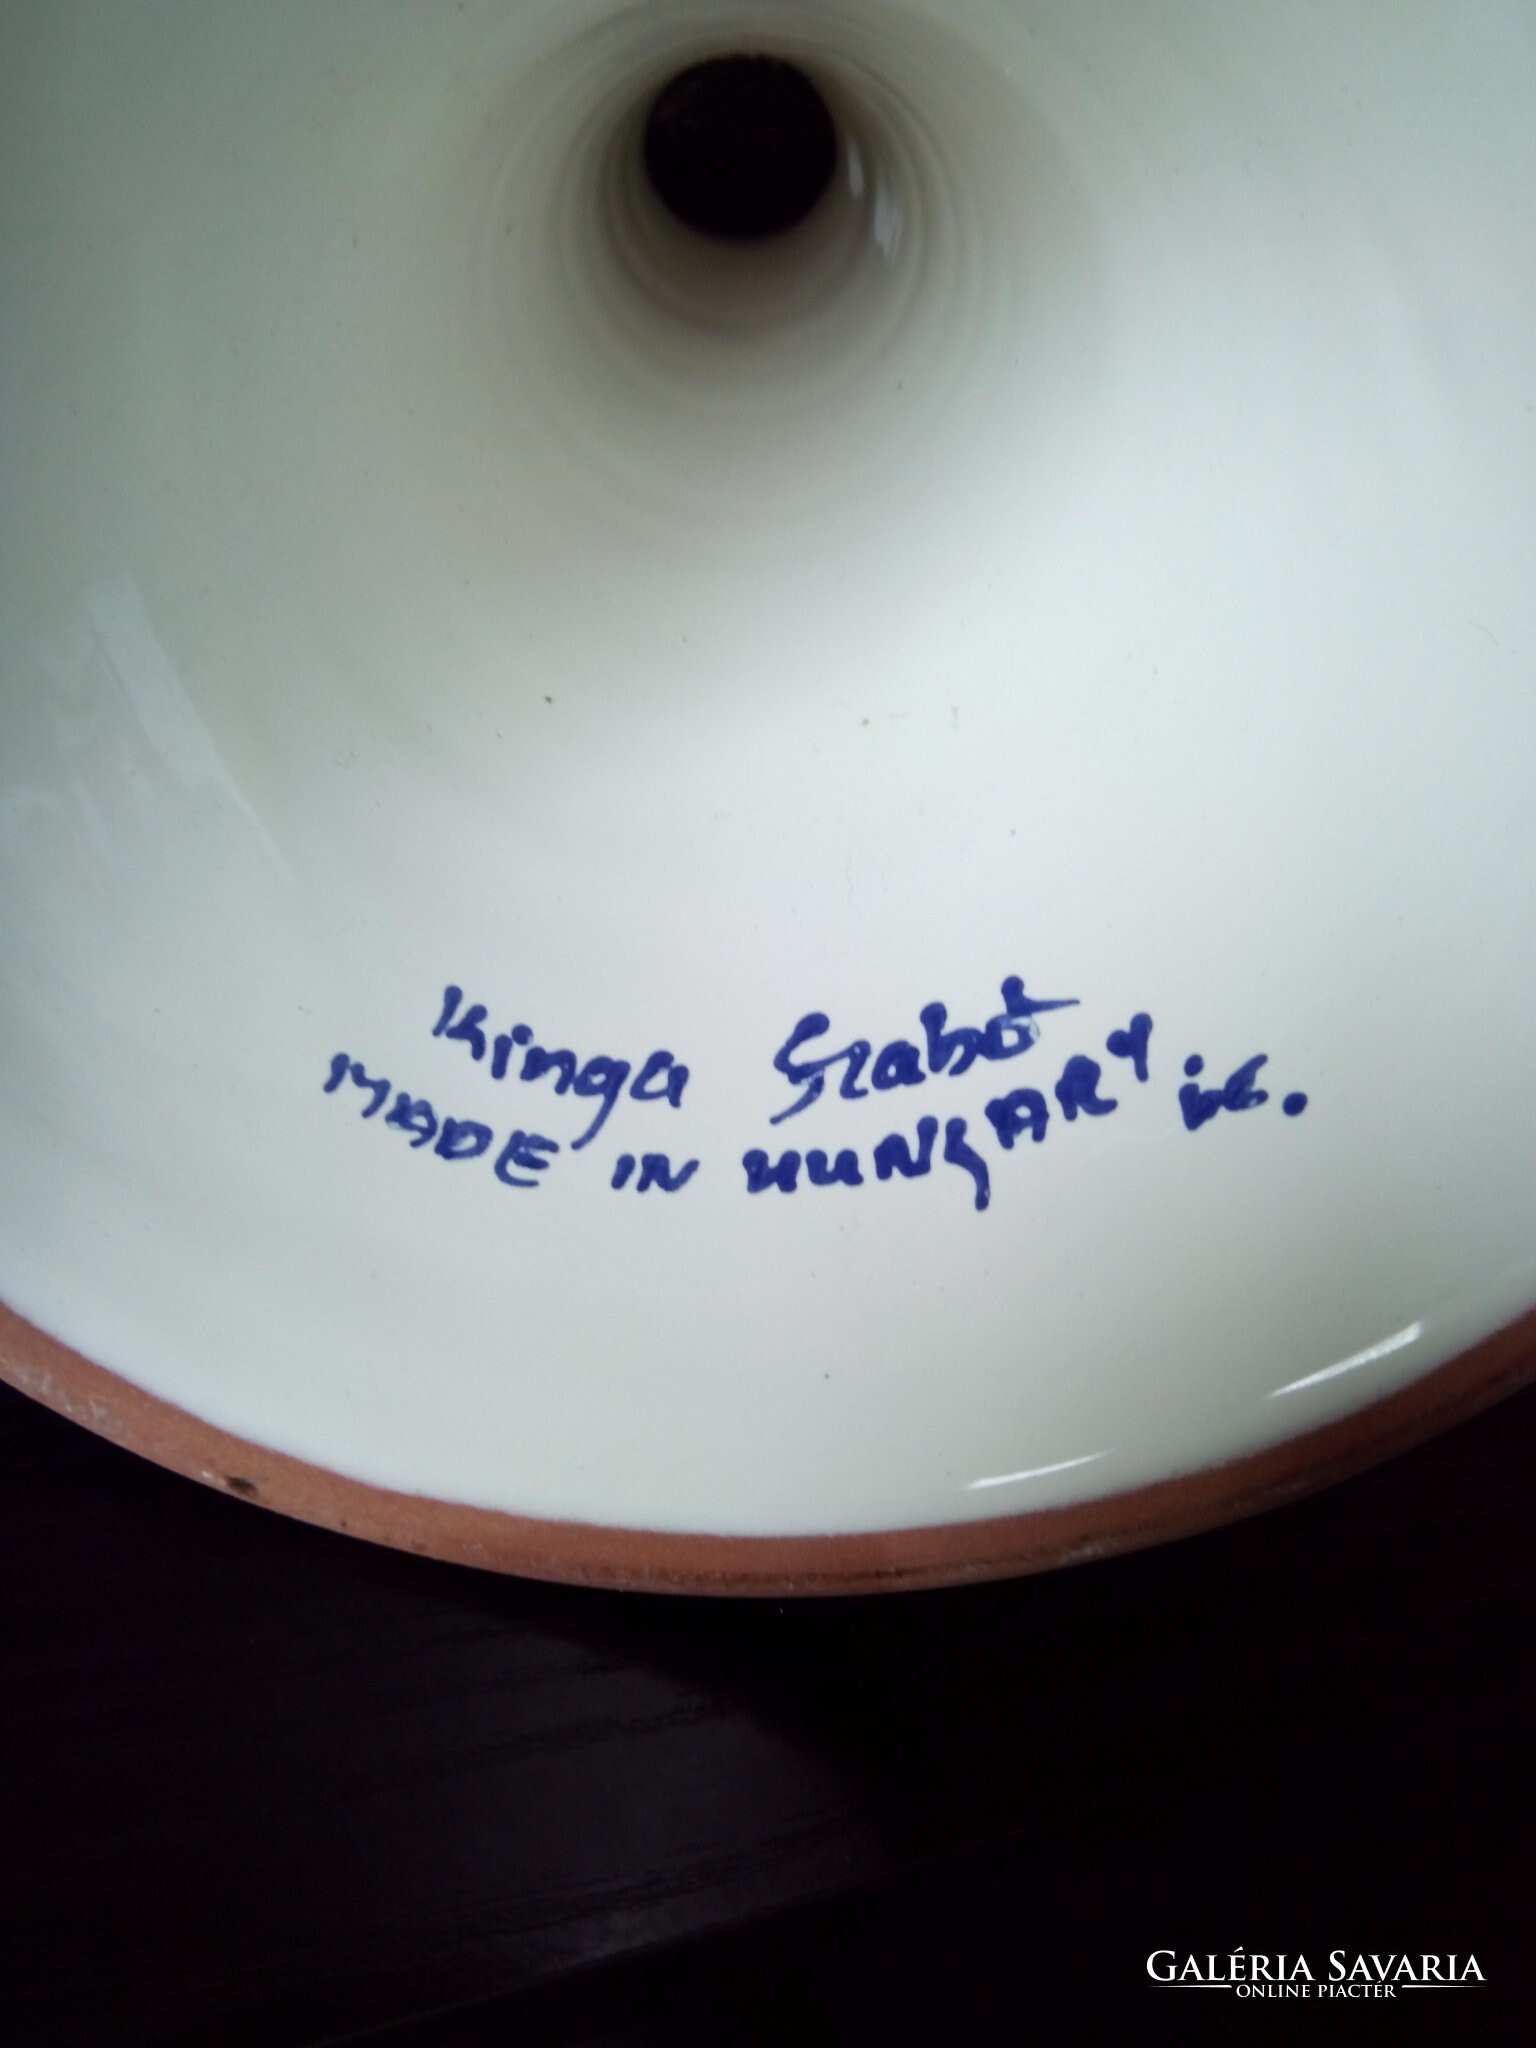 Kinga Szabó
MADE IN HUNGARY
GALÉRIA SAVARIA
ONLINE PIACTÉR